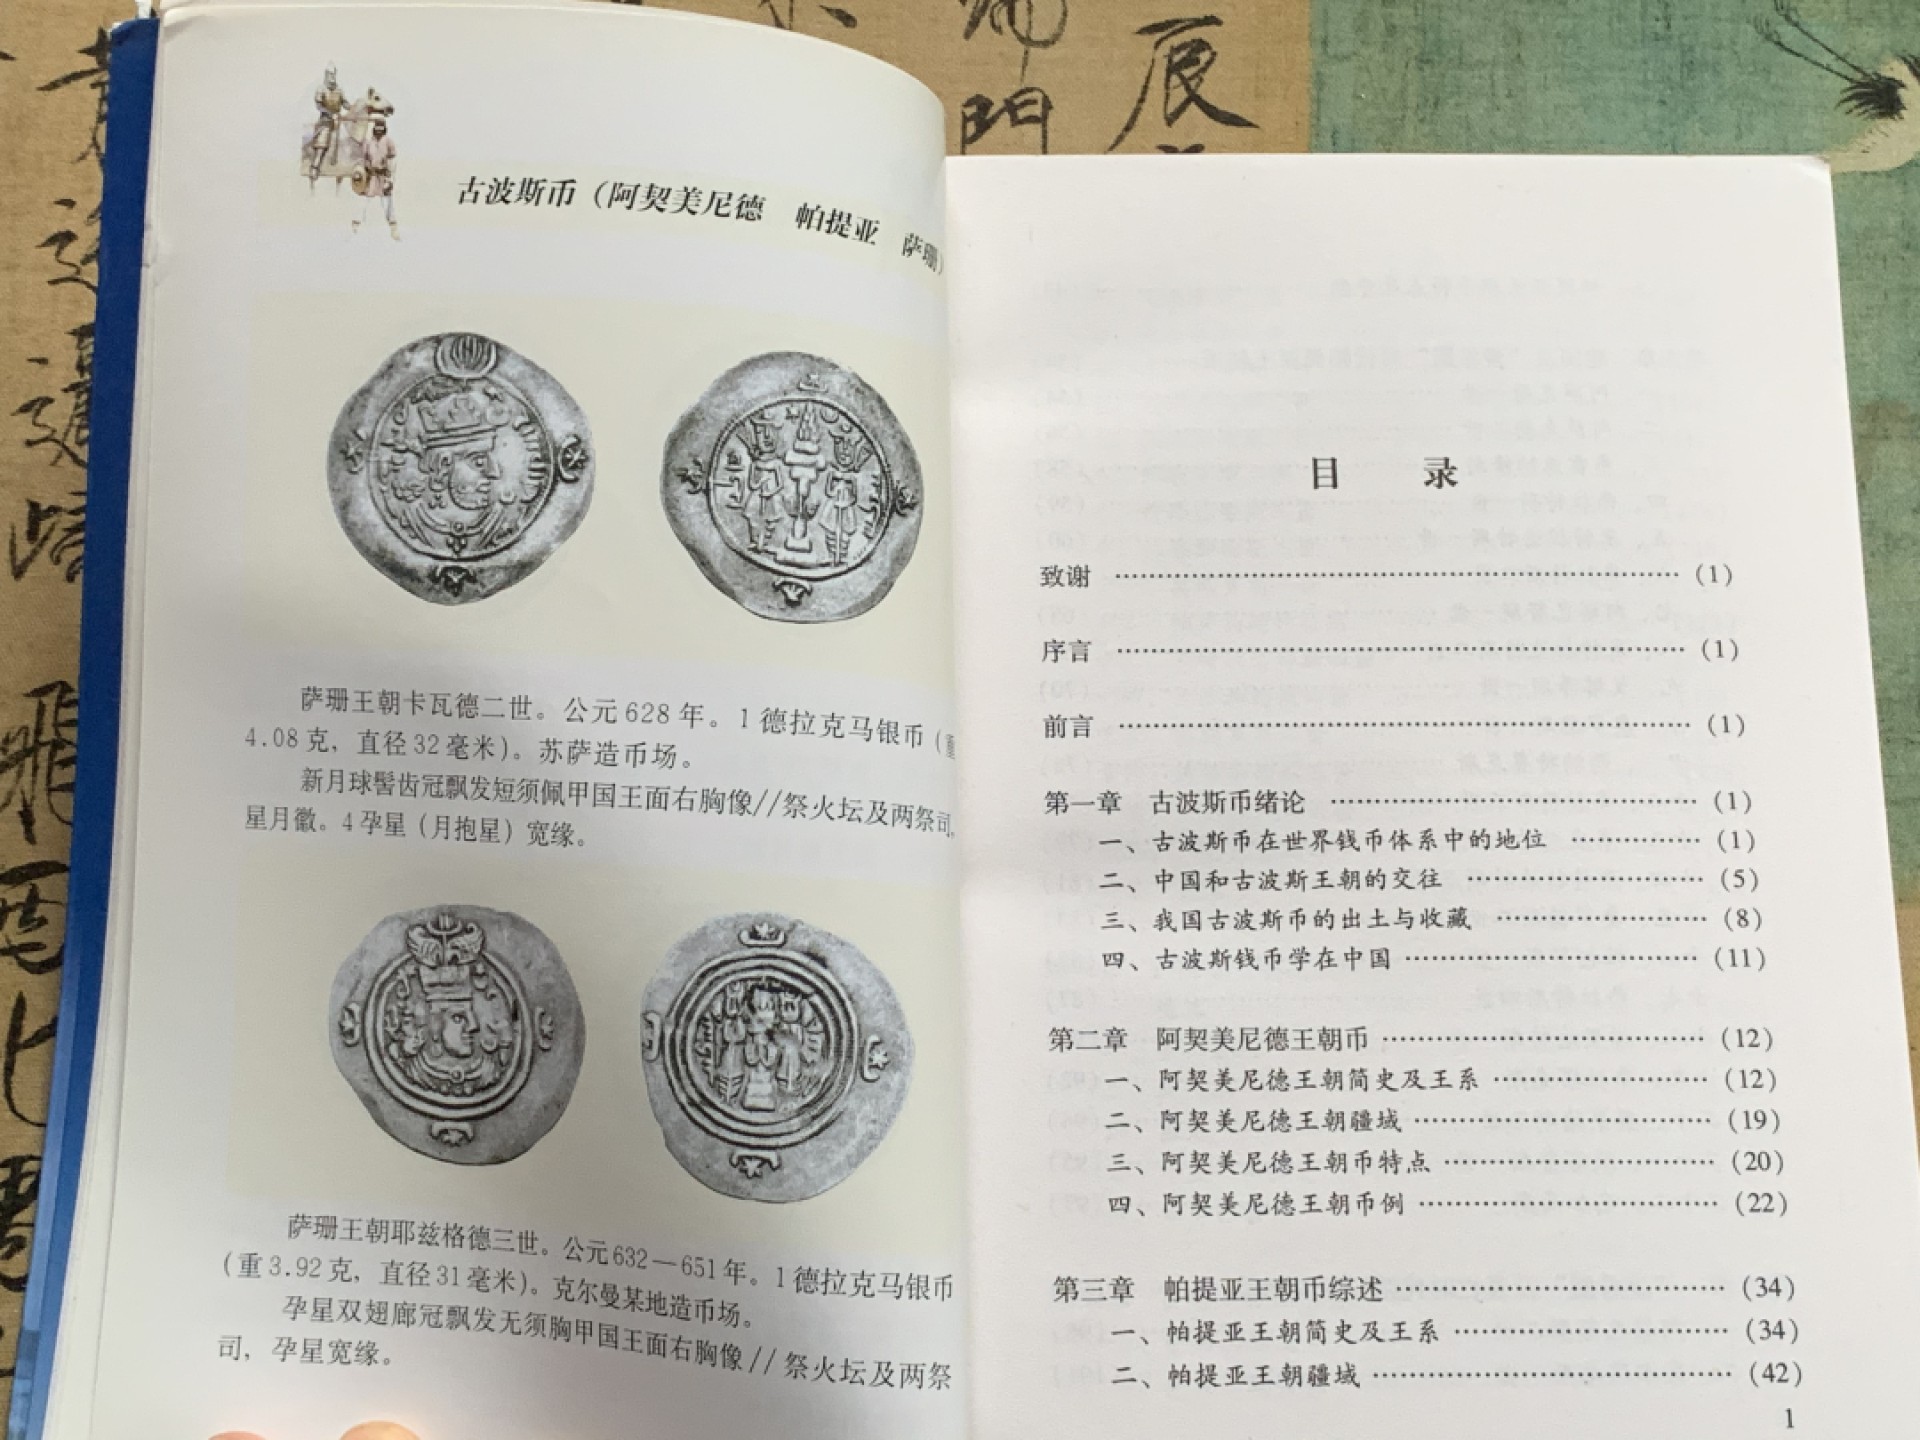 古波斯币（阿契美尼德 帕提亚 萨珊）
萨珊王朝卡瓦德二世。公元628年。1德拉克马银币（重
4.08克，直径32毫米）。苏萨造币场。
新月球髻齿冠飘发短须佩甲国王面右胸像//祭火坛及两祭司，
星月徽。4孕星（月抱星）宽缘。
萨珊王朝耶兹格德三世。公元632—651年。1德拉克马银币
（重3.92克，直径31毫米）。克尔曼某地造币场。
孕星双翅廊冠飘发无须胸甲国王面右胸像//祭火坛及两祭
司，孕星宽缘。
目 录
致谢 ………………………………………………… (1)
序言 ………………………………………………… (1)
前言 ………………………………………………… (1)
第一章 古波斯币绪论 ……………………………… (1)
一、古波斯币在世界钱币体系中的地位 …………… (1)
二、中国和古波斯王朝的交往 ……………………… (5)
三、我国古波斯币的出土与收藏 …………………… (8)
四、古波斯钱币学在中国 …………………………… (11)
第二章 阿契美尼德王朝币 ………………………… (12)
一、阿契美尼德王朝简史及王系 …………………… (12)
二、阿契美尼德王朝疆域 …………………………… (19)
三、阿契美尼德王朝币特点 ………………………… (20)
四、阿契美尼德王朝币例 …………………………… (22)
第三章 帕提亚王朝币综述 ………………………… (34)
一、帕提亚王朝简史及王系 ………………………… (34)
二、帕提亚王朝疆域 ………………………………… (42)
1
門
辰
飛